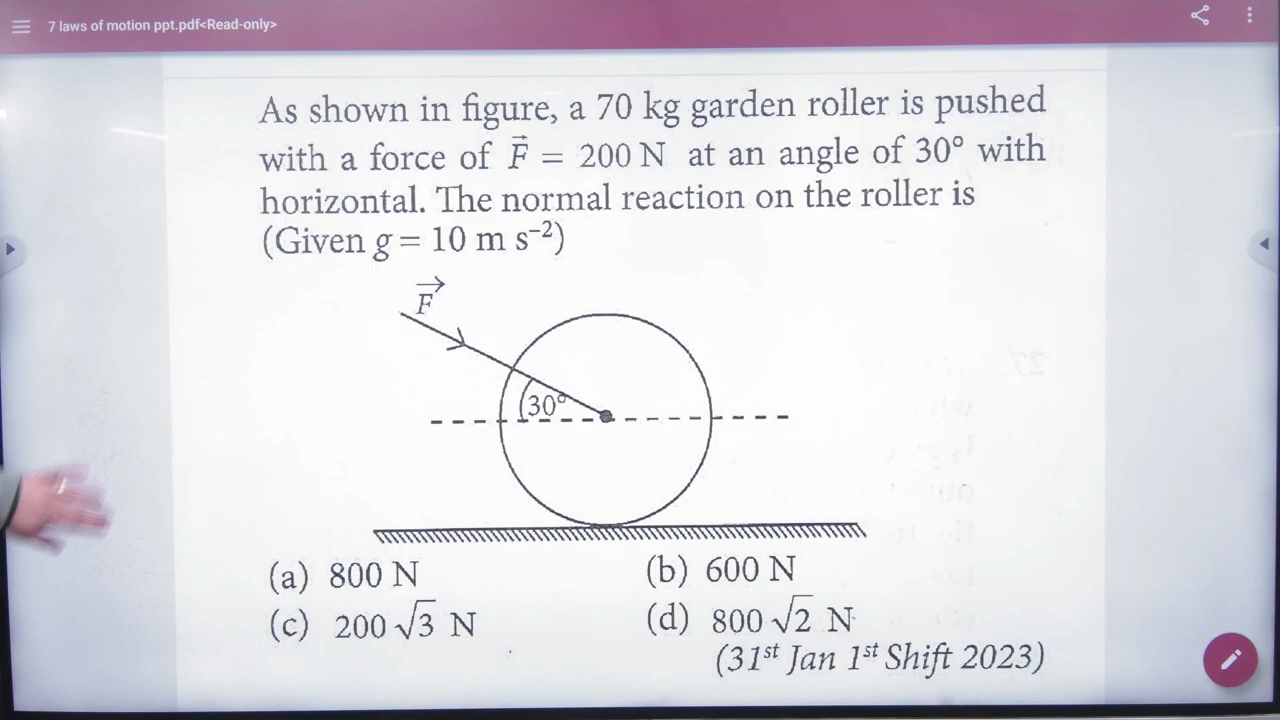 7 laws of motion ppt.pdf<Read-only>
As shown in figure, a 70 kg garden roller is pushed
with a force of F⃗ = 200 N at an angle of 30° with
horizontal. The normal reaction on the roller is
(Given g = 10 m s⁻²)
F⃗
30°
(a) 800 N (b) 600 N
(c) 200 √3 N (d) 800 √2 N
(31st Jan 1st Shift 2023)